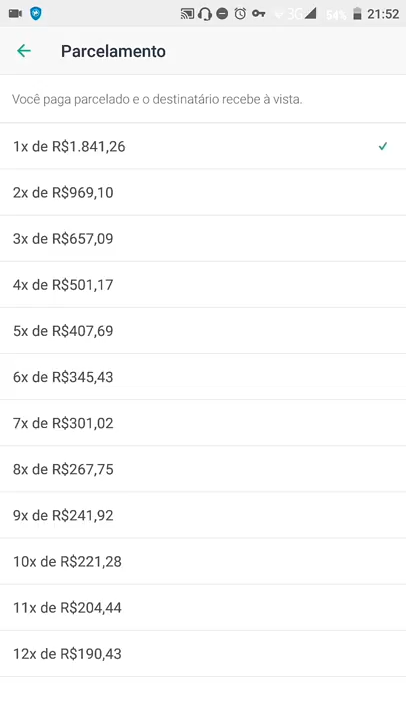 3G 54% 21:52
Parcelamento
Você paga parcelado e o destinatário recebe à vista.
1x de R$1.841,26
2x de R$969,10
3x de R$657,09
4x de R$501,17
5x de R$407,69
6x de R$345,43
7x de R$301,02
8x de R$267,75
9x de R$241,92
10x de R$221,28
11x de R$204,44
12x de R$190,43